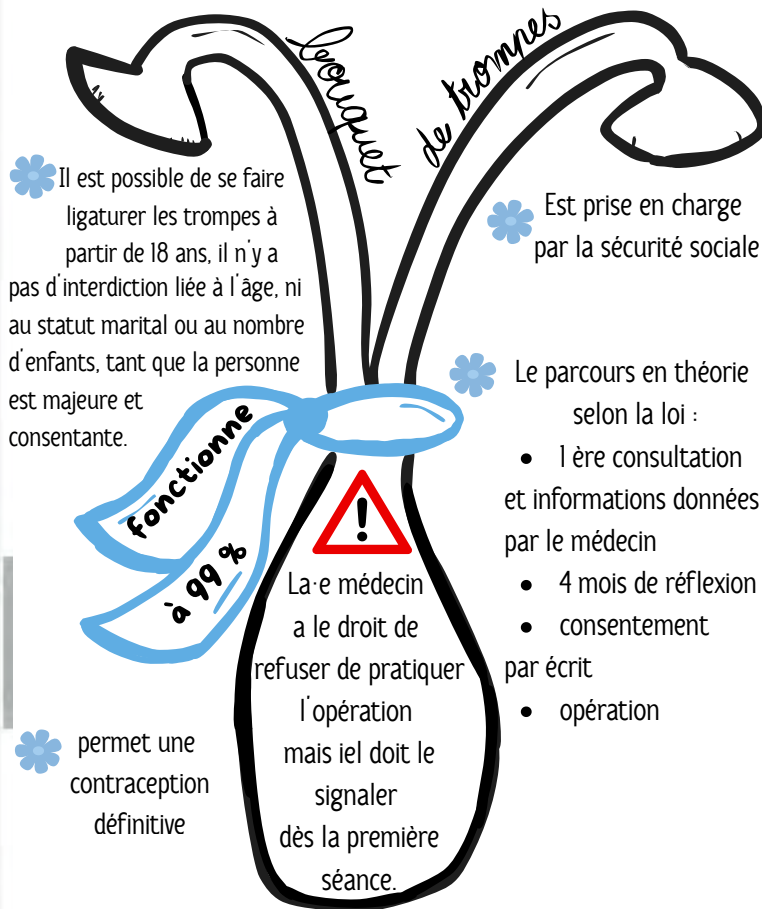 bouquet
de trompes
Il est possible de se faire
ligaturer les trompes à
partir de 18 ans, il n'y a
pas d'interdiction liée à l'âge, ni
au statut marital ou au nombre
d'enfants, tant que la personne
est majeure et
consentante.
Est prise en charge
par la sécurité sociale
Le parcours en théorie
selon la loi :
• 1 ère consultation
et informations données
par le médecin
• 4 mois de réflexion
• consentement
par écrit
• opération
fonctionne
à 99 %
!
La·e médecin
a le droit de
refuser de pratiquer
l'opération
mais iel doit le
signaler
dès la première
séance.
permet une
contraception
définitive